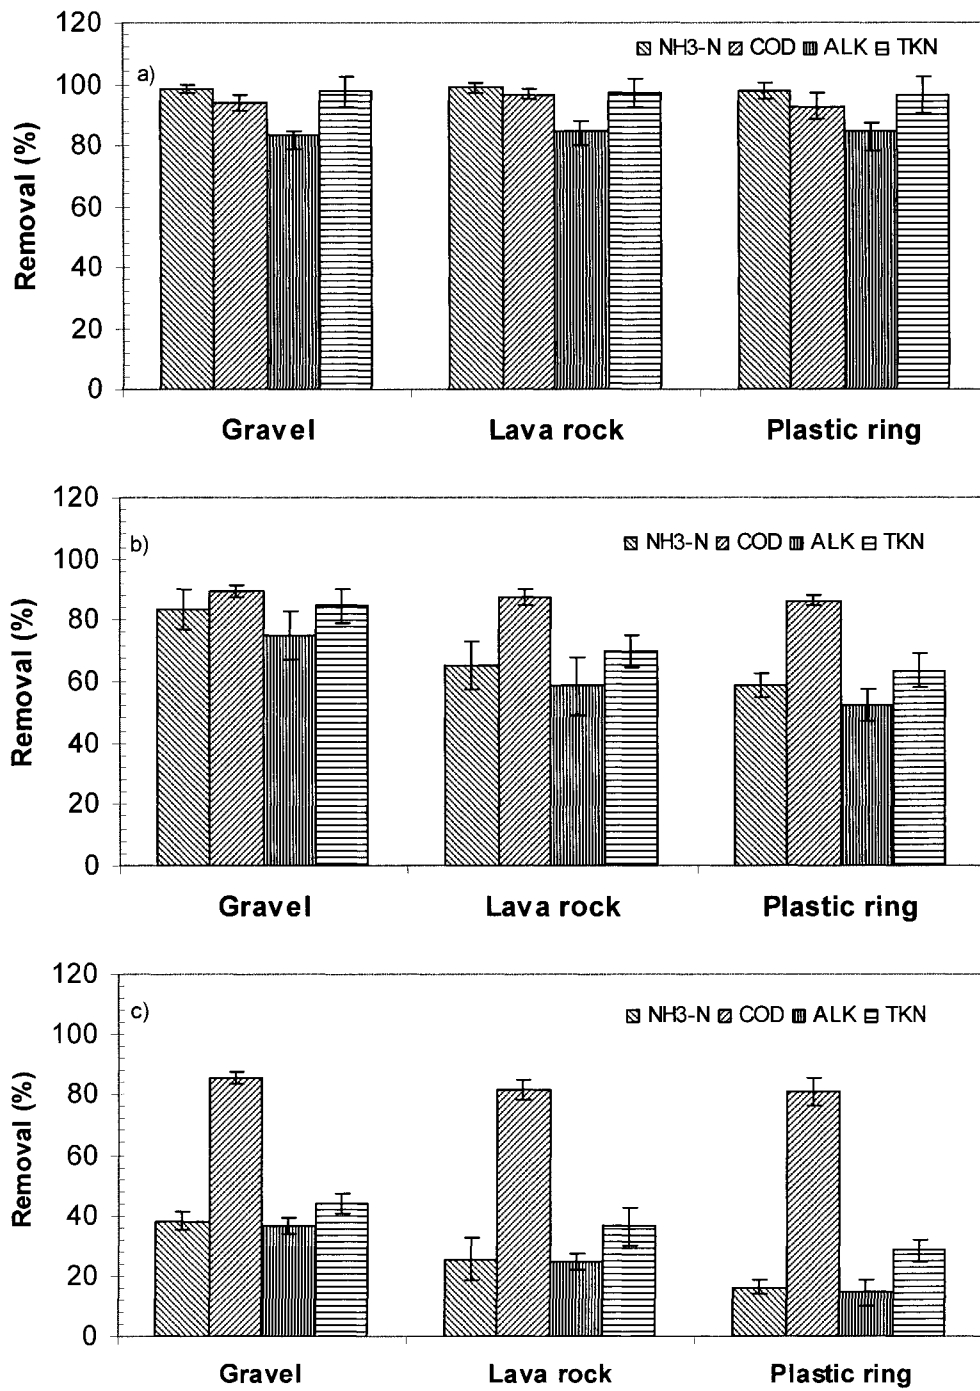 120
100
80
60
40
20
0
Removal (%)
a)
NH3-N COD ALK TKN
Gravel Lava rock Plastic ring
120
100
80
60
40
20
0
Removal (%)
b)
NH3-N COD ALK TKN
Gravel Lava rock Plastic ring
120
100
80
60
40
20
0
Removal (%)
c)
NH3-N COD ALK TKN
Gravel Lava rock Plastic ring